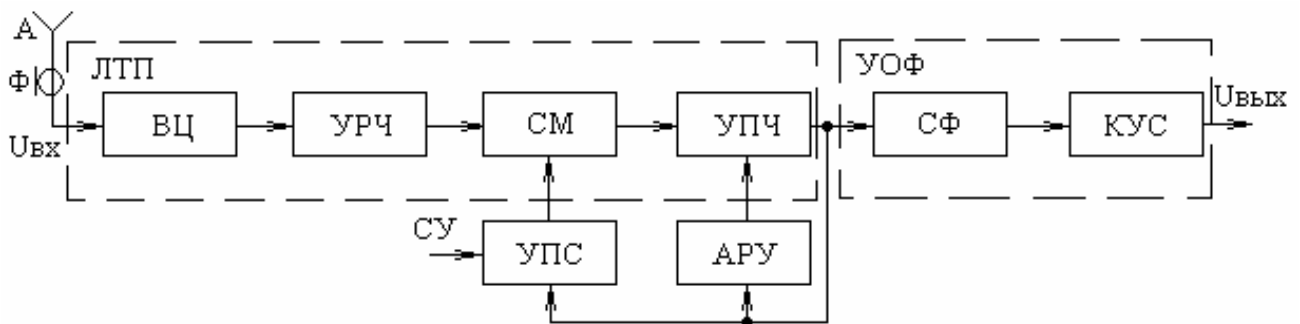 А
Ф
ЛТП
УОФ
Uвх
ВЦ
УРЧ
СМ
УПЧ
СФ
КУС
Uвых
СУ
УПС
АРУ